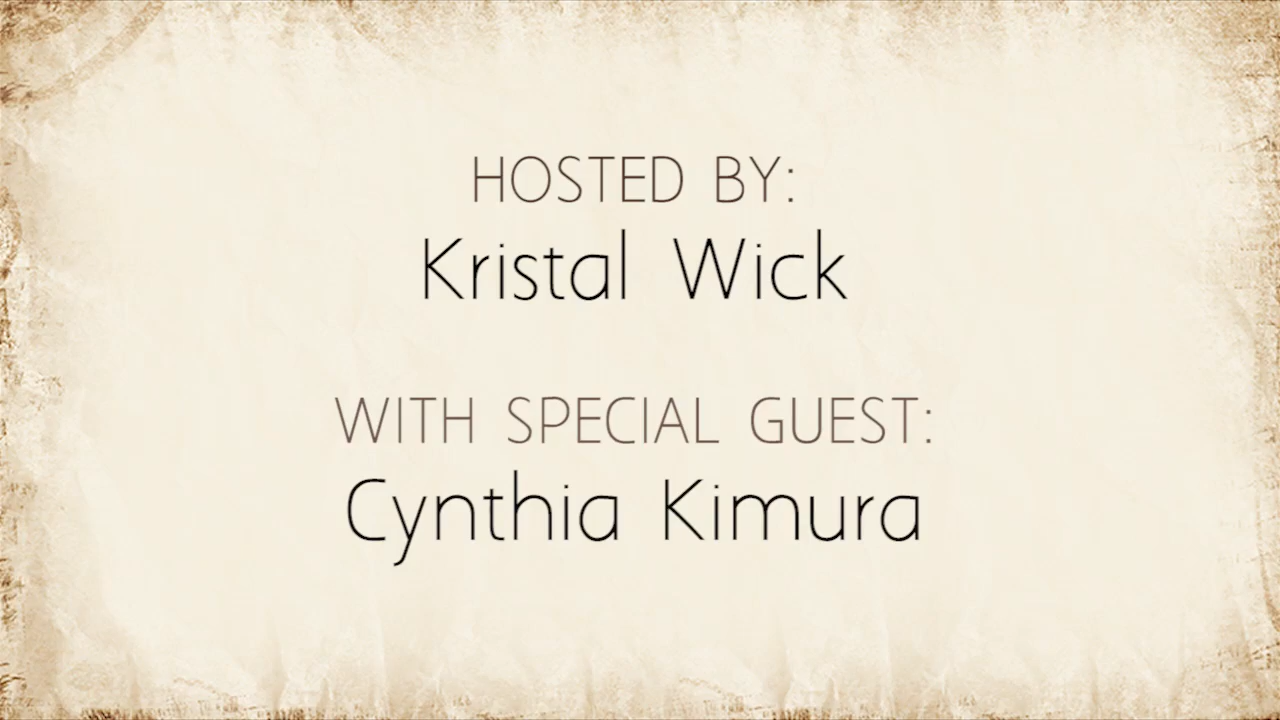 HOSTED BY:
Kristal Wick
WITH SPECIAL GUEST:
Cynthia Kimura